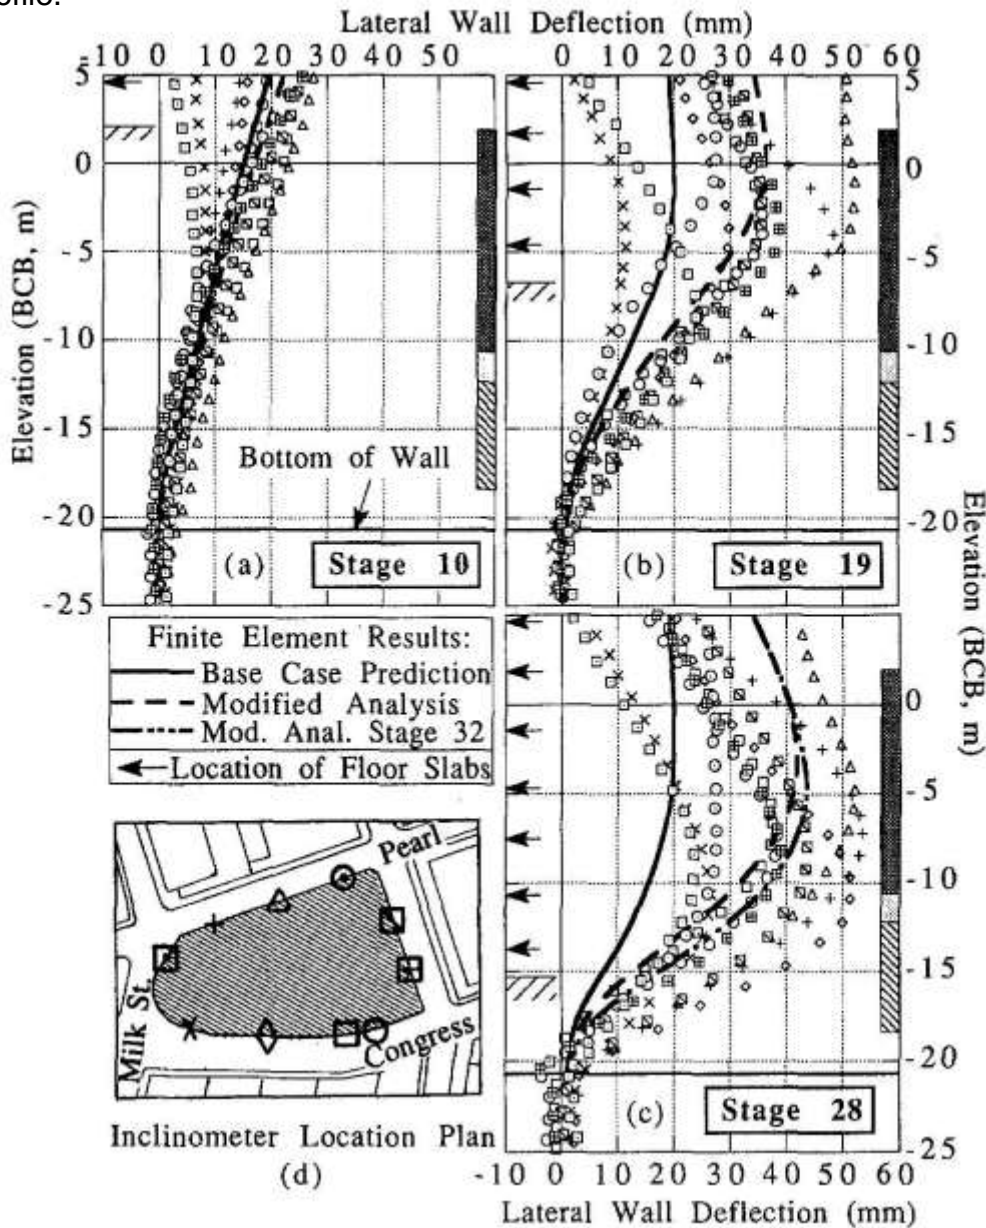 Lateral Wall Deflection (mm)
-10 0 10 20 30 40 50
0 10 20 30 40 50 60
5
0
-5
-10
-15
-20
-25
Elevation (BCB, m)
5
0
-5
-10
-15
-20
Elevation (BCB, m)
Bottom of Wall
(a)
Stage 10
(b)
Stage 19
Finite Element Results:
Base Case Prediction
Modified Analysis
Mod. Anal. Stage 32
Location of Floor Slabs
0
-5
-10
-15
-20
-25
(c)
Stage 28
Pearl
Milk St.
Congress
Inclinometer Location Plan
(d)
-10 0 10 20 30 40 50 60
Lateral Wall Deflection (mm)